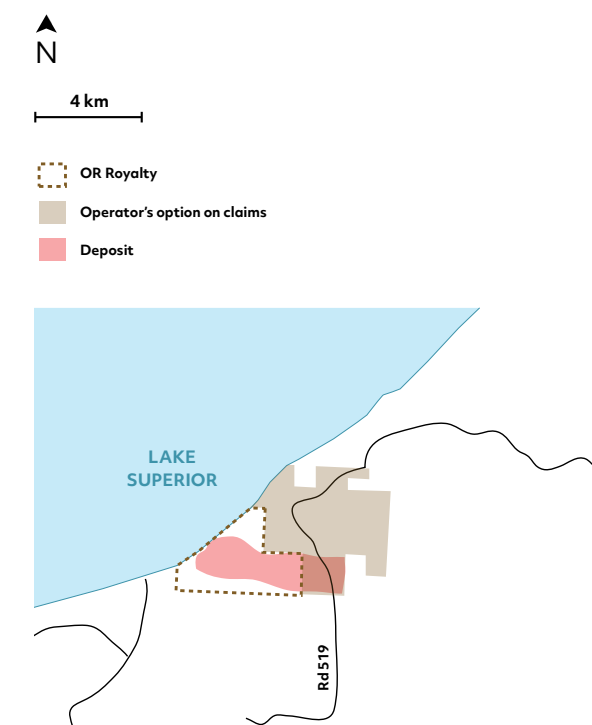 N
4 km
OR Royalty
Operator's option on claims
Deposit
LAKE
SUPERIOR
Rd519